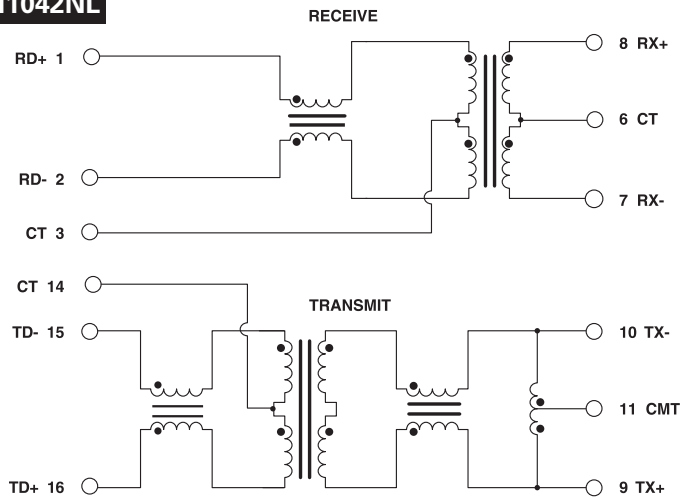 RECEIVE
RD+ 1
8 RX+
6 CT
RD- 2
7 RX-
CT 3
CT 14
TRANSMIT
TD- 15
10 TX-
11 CMT
TD+ 16
9 TX+